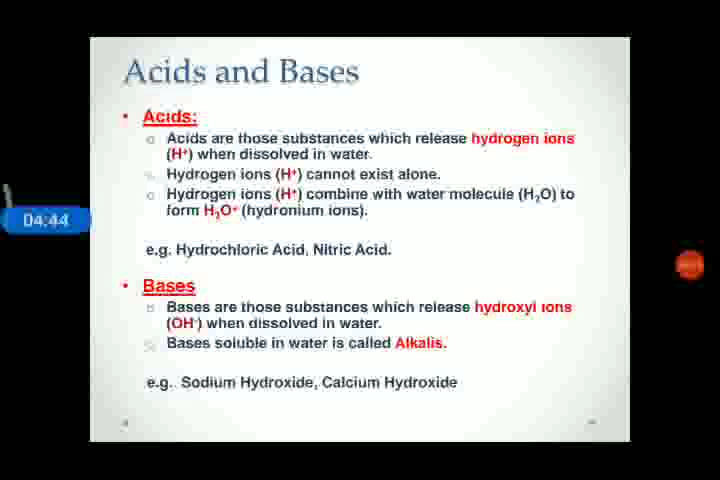 Acids and Bases
• Acids:
o Acids are those substances which release hydrogen ions
(H⁺) when dissolved in water.
o Hydrogen ions (H⁺) cannot exist alone.
o Hydrogen ions (H⁺) combine with water molecule (H₂O) to
form H₃O⁺ (hydronium ions).
e.g. Hydrochloric Acid, Nitric Acid.
04:44
• Bases
o Bases are those substances which release hydroxyl ions
(OH⁻) when dissolved in water.
o Bases soluble in water is called Alkalis.
e.g. Sodium Hydroxide, Calcium Hydroxide